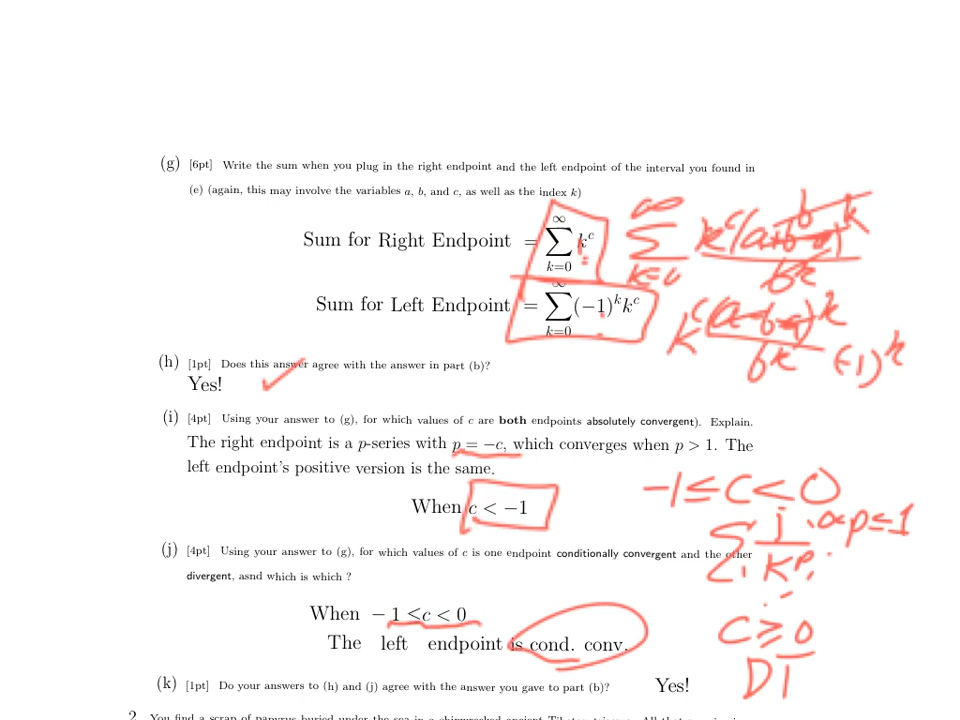 (g) [6pt] Write the sum when you plug in the right endpoint and the left endpoint of the interval you found in
(e) (again, this may involve the variables a, b, and c, as well as the index k)
Sum for Right Endpoint = ∑_{k=0}^{∞} k^c
Sum for Left Endpoint = ∑_{k=0}^{∞} (−1)^k k^c
(h) [1pt] Does this answer agree with the answer in part (b)?
Yes!
(i) [4pt] Using your answer to (g), for which values of c are both endpoints absolutely convergent). Explain.
The right endpoint is a p-series with p = −c, which converges when p > 1. The
left endpoint's positive version is the same.
When c < −1
−1 ≤ c < 0
(j) [4pt] Using your answer to (g), for which values of c is one endpoint conditionally convergent and the other
divergent, asnd which is which ?
When − 1 ≤ c < 0
The left endpoint is cond. conv.
c ≥ 0
(k) [1pt] Do your answers to (h) and (j) agree with the answer you gave to part (b)? Yes!